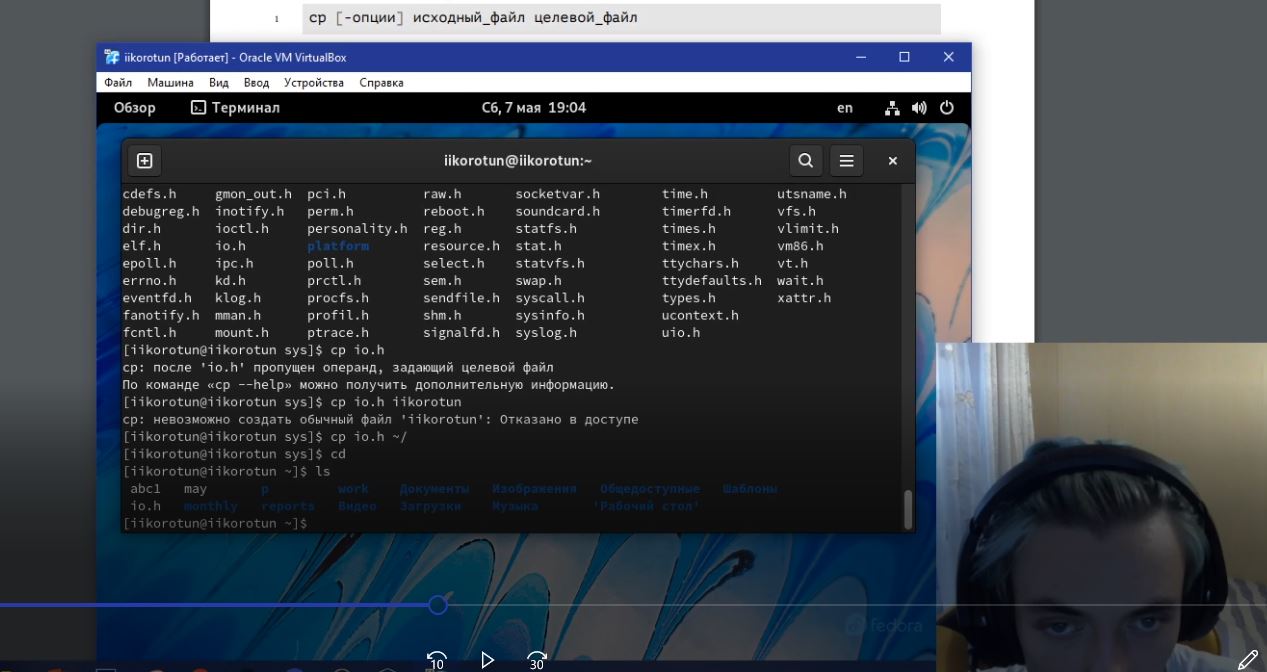 1 cp [-опции] исходный_файл целевой_файл
iikorotun [Работает] - Oracle VM VirtualBox
Файл Машина Вид Ввод Устройства Справка
Обзор Терминал Сб, 7 мая 19:04 en
iikorotun@iikorotun:~
cdefs.h gmon_out.h pci.h raw.h socketvar.h time.h utsname.h
debugreg.h inotify.h perm.h reboot.h soundcard.h timerfd.h vfs.h
dir.h ioctl.h personality.h reg.h statfs.h times.h vlimit.h
elf.h io.h platform resource.h stat.h timex.h vm86.h
epoll.h ipc.h poll.h select.h statvfs.h ttychars.h vt.h
errno.h kd.h prctl.h sem.h swap.h ttydefaults.h wait.h
eventfd.h klog.h procfs.h sendfile.h syscall.h types.h xattr.h
fanotify.h mman.h profil.h shm.h sysinfo.h ucontext.h
fcntl.h mount.h ptrace.h signalfd.h syslog.h uio.h
[iikorotun@iikorotun sys]$ cp io.h
cp: после 'io.h' пропущен операнд, задающий целевой файл
По команде «cp --help» можно получить дополнительную информацию.
[iikorotun@iikorotun sys]$ cp io.h iikorotun
cp: невозможно создать обычный файл 'iikorotun': Отказано в доступе
[iikorotun@iikorotun sys]$ cp io.h ~/
[iikorotun@iikorotun sys]$ cd
[iikorotun@iikorotun ~]$ ls
abc1 may p work Документы Изображения Общедоступные Шаблоны
io.h monthly reports Видео Загрузки Музыка 'Рабочий стол'
[iikorotun@iikorotun ~]$
fedora
10 30